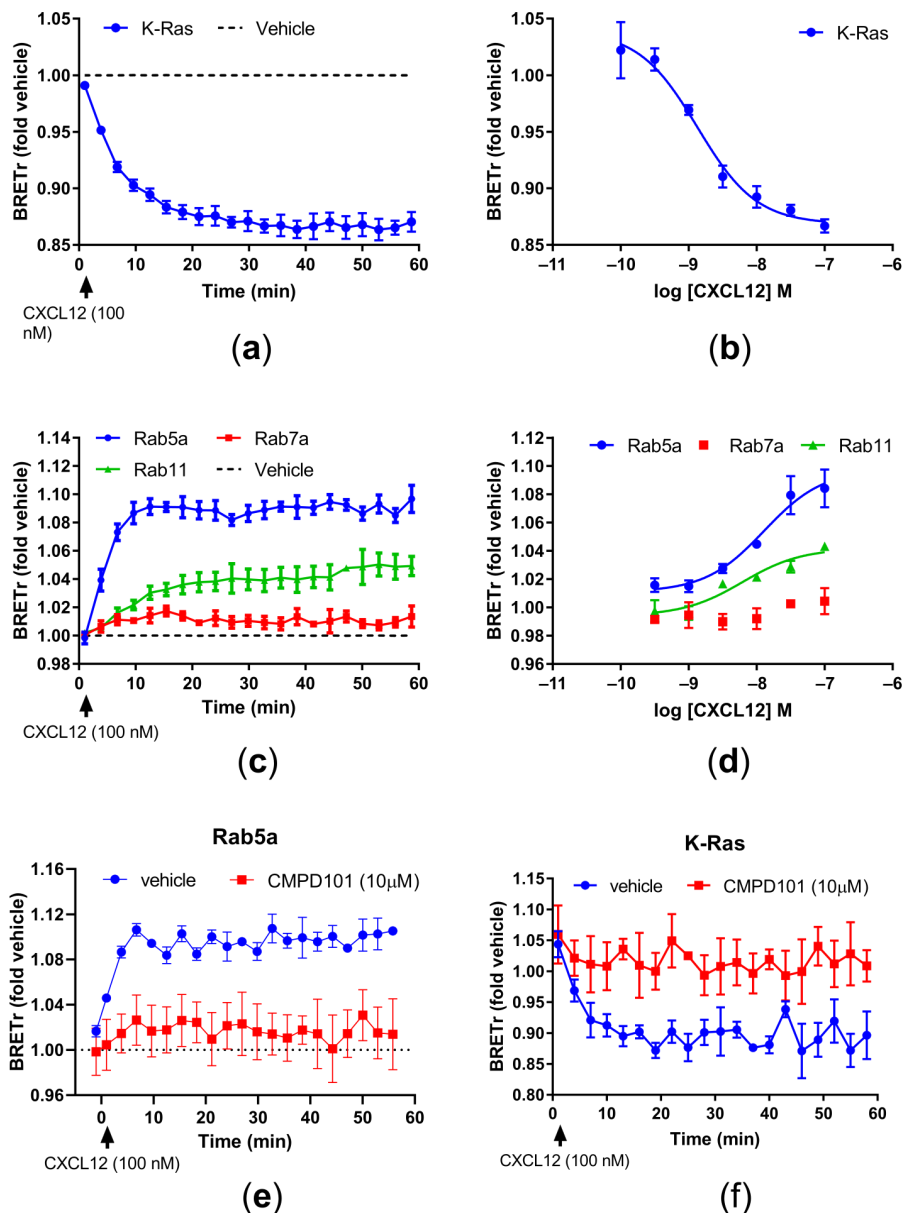 K-Ras Vehicle
1.05
1.00
0.95
0.90
0.85
BRETr (fold vehicle)
0 10 20 30 40 50 60
Time (min)
CXCL12 (100
nM)
(a)
K-Ras
1.05
1.00
0.95
0.90
0.85
BRETr (fold vehicle)
−10 −9 −8 −7 −6
log [CXCL12] M
(b)
Rab5a Rab7a
Rab11 Vehicle
1.14
1.12
1.10
1.08
1.06
1.04
1.02
1.00
0.98
BRETr (fold vehicle)
0 10 20 30 40 50 60
Time (min)
CXCL12 (100 nM)
(c)
Rab5a Rab7a Rab11
1.12
1.10
1.08
1.06
1.04
1.02
1.00
0.98
0.96
BRETr (fold vehicle)
−10 −9 −8 −7 −6
log [CXCL12] M
(d)
Rab5a
vehicle CMPD101 (10µM)
1.16
1.12
1.08
1.04
1.00
0.96
BRETr (fold vehicle)
0 10 20 30 40 50 60
Time (min)
CXCL12 (100 nM)
(e)
K-Ras
vehicle CMPD101 (10µM)
1.15
1.10
1.05
1.00
0.95
0.90
0.85
0.80
BRETr (fold vehicle)
0 10 20 30 40 50 60
Time (min)
CXCL12 (100 nM)
(f)